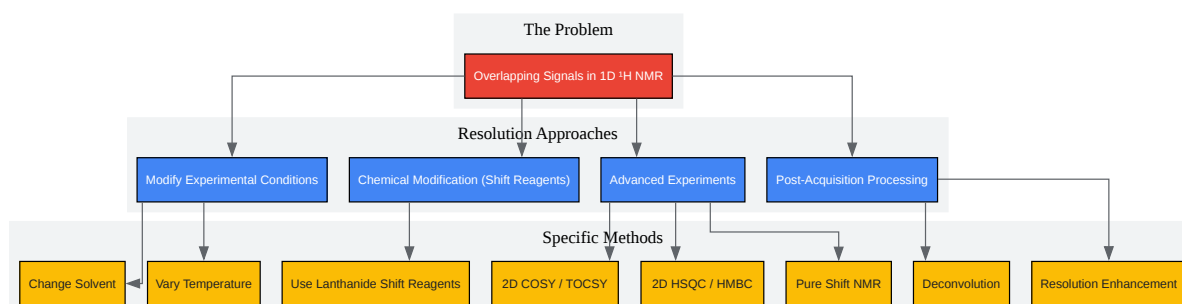 The Problem
Overlapping Signals in 1D ¹H NMR
Resolution Approaches
Modify Experimental Conditions
Chemical Modification (Shift Reagents)
Advanced Experiments
Post-Acquisition Processing
Specific Methods
Change Solvent
Vary Temperature
Use Lanthanide Shift Reagents
2D COSY / TOCSY
2D HSQC / HMBC
Pure Shift NMR
Deconvolution
Resolution Enhancement